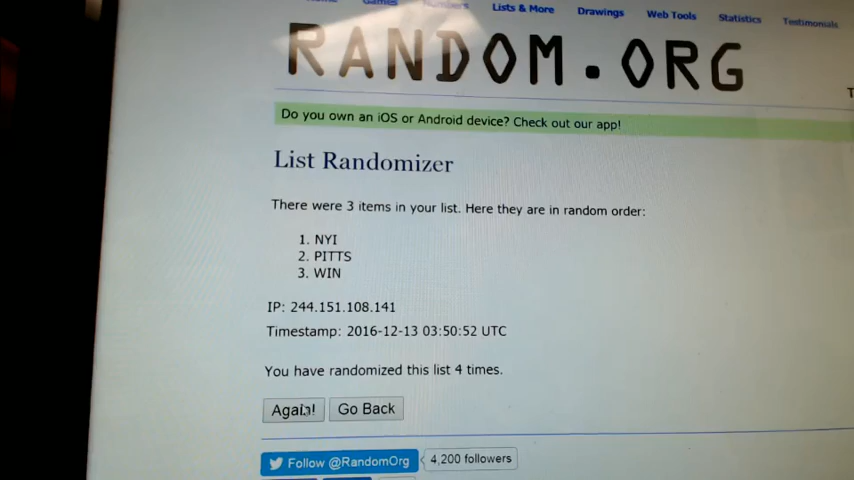 Games Numbers Lists & More Drawings Web Tools Statistics Testimonials
RANDOM.ORG
Do you own an iOS or Android device? Check out our app!
List Randomizer
There were 3 items in your list. Here they are in random order:
1. NYI
2. PITTS
3. WIN
IP: 244.151.108.141
Timestamp: 2016-12-13 03:50:52 UTC
You have randomized this list 4 times.
Again! Go Back
Follow @RandomOrg 4,200 followers